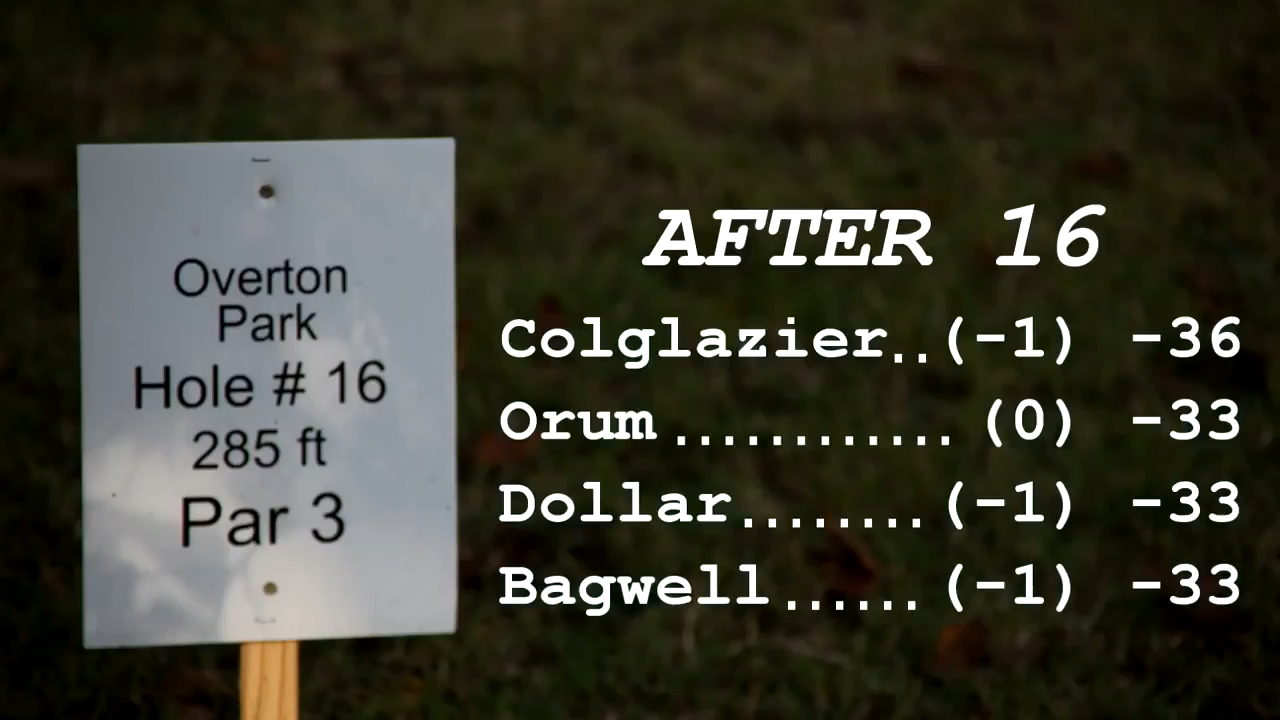 Overton
Park
Hole # 16
285 ft
Par 3
AFTER 16
Colglazier..(-1) -36
Orum ............ (0) -33
Dollar........ (-1) -33
Bagwell ...... (-1) -33